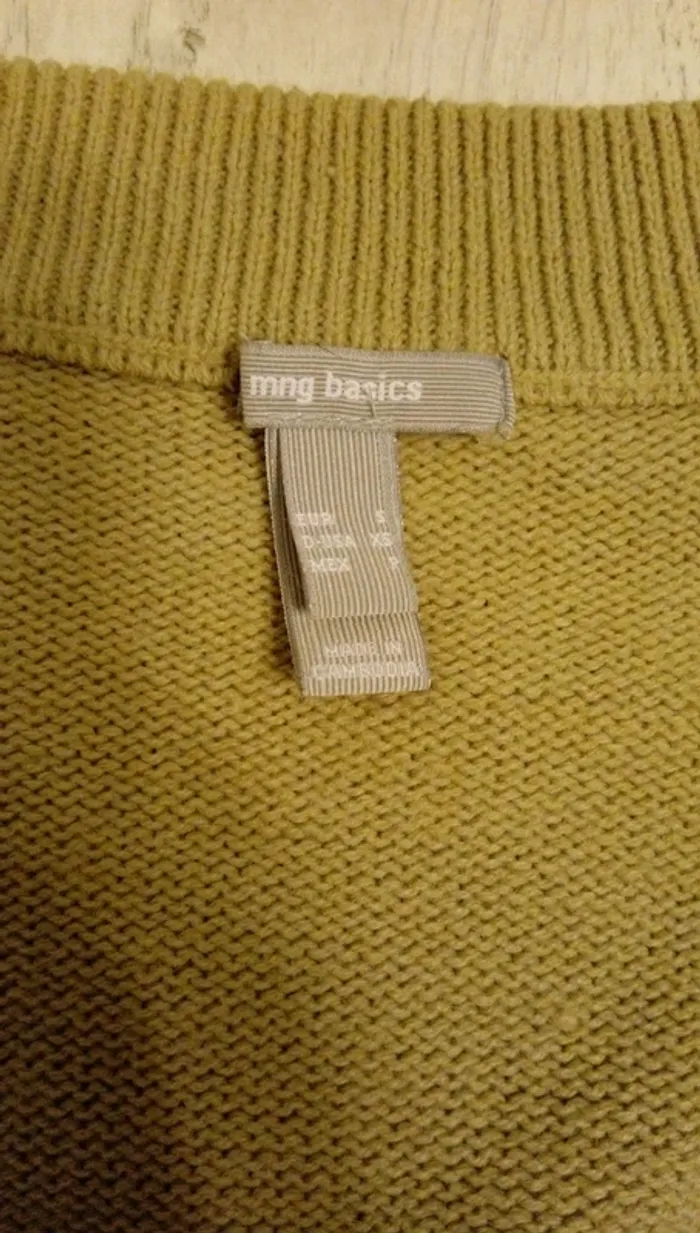 mng basics
EUR S
D-USA XS
MEX
MADE IN
CAMBODIA